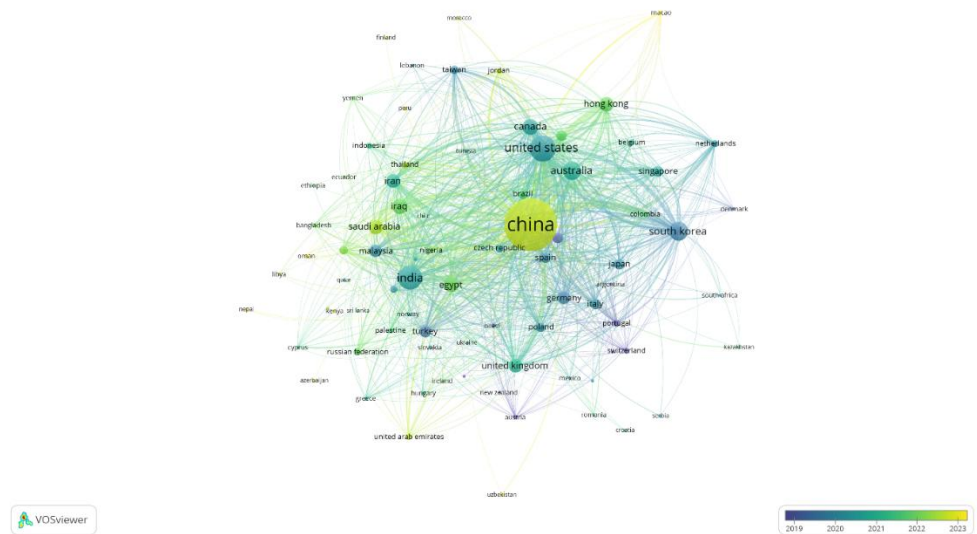 morocco
macao
finland
lebanon
taiwan
jordan
yemen
peru
hong kong
canada
indonesia
tunisia
united states
belgium
netherlands
thailand
ecuador
iran
australia
singapore
ethiopia
brazil
denmark
iraq
chile
colombia
bangladesh
saudi arabia
china
south korea
oman
malaysia
nigeria
czech republic
spain
japan
libya
qatar
india
egypt
argentina
germany
italy
south africa
nepal
kenya
sri lanka
norway
palestine
turkey
poland
portugal
cyprus
russian federation
slovakia
ukraine
switzerland
kazakhstan
united kingdom
azerbaijan
ireland
mexico
greece
hungary
new zealand
austria
romania
serbia
croatia
united arab emirates
uzbekistan
VOSviewer
2019 2020 2021 2022 2023